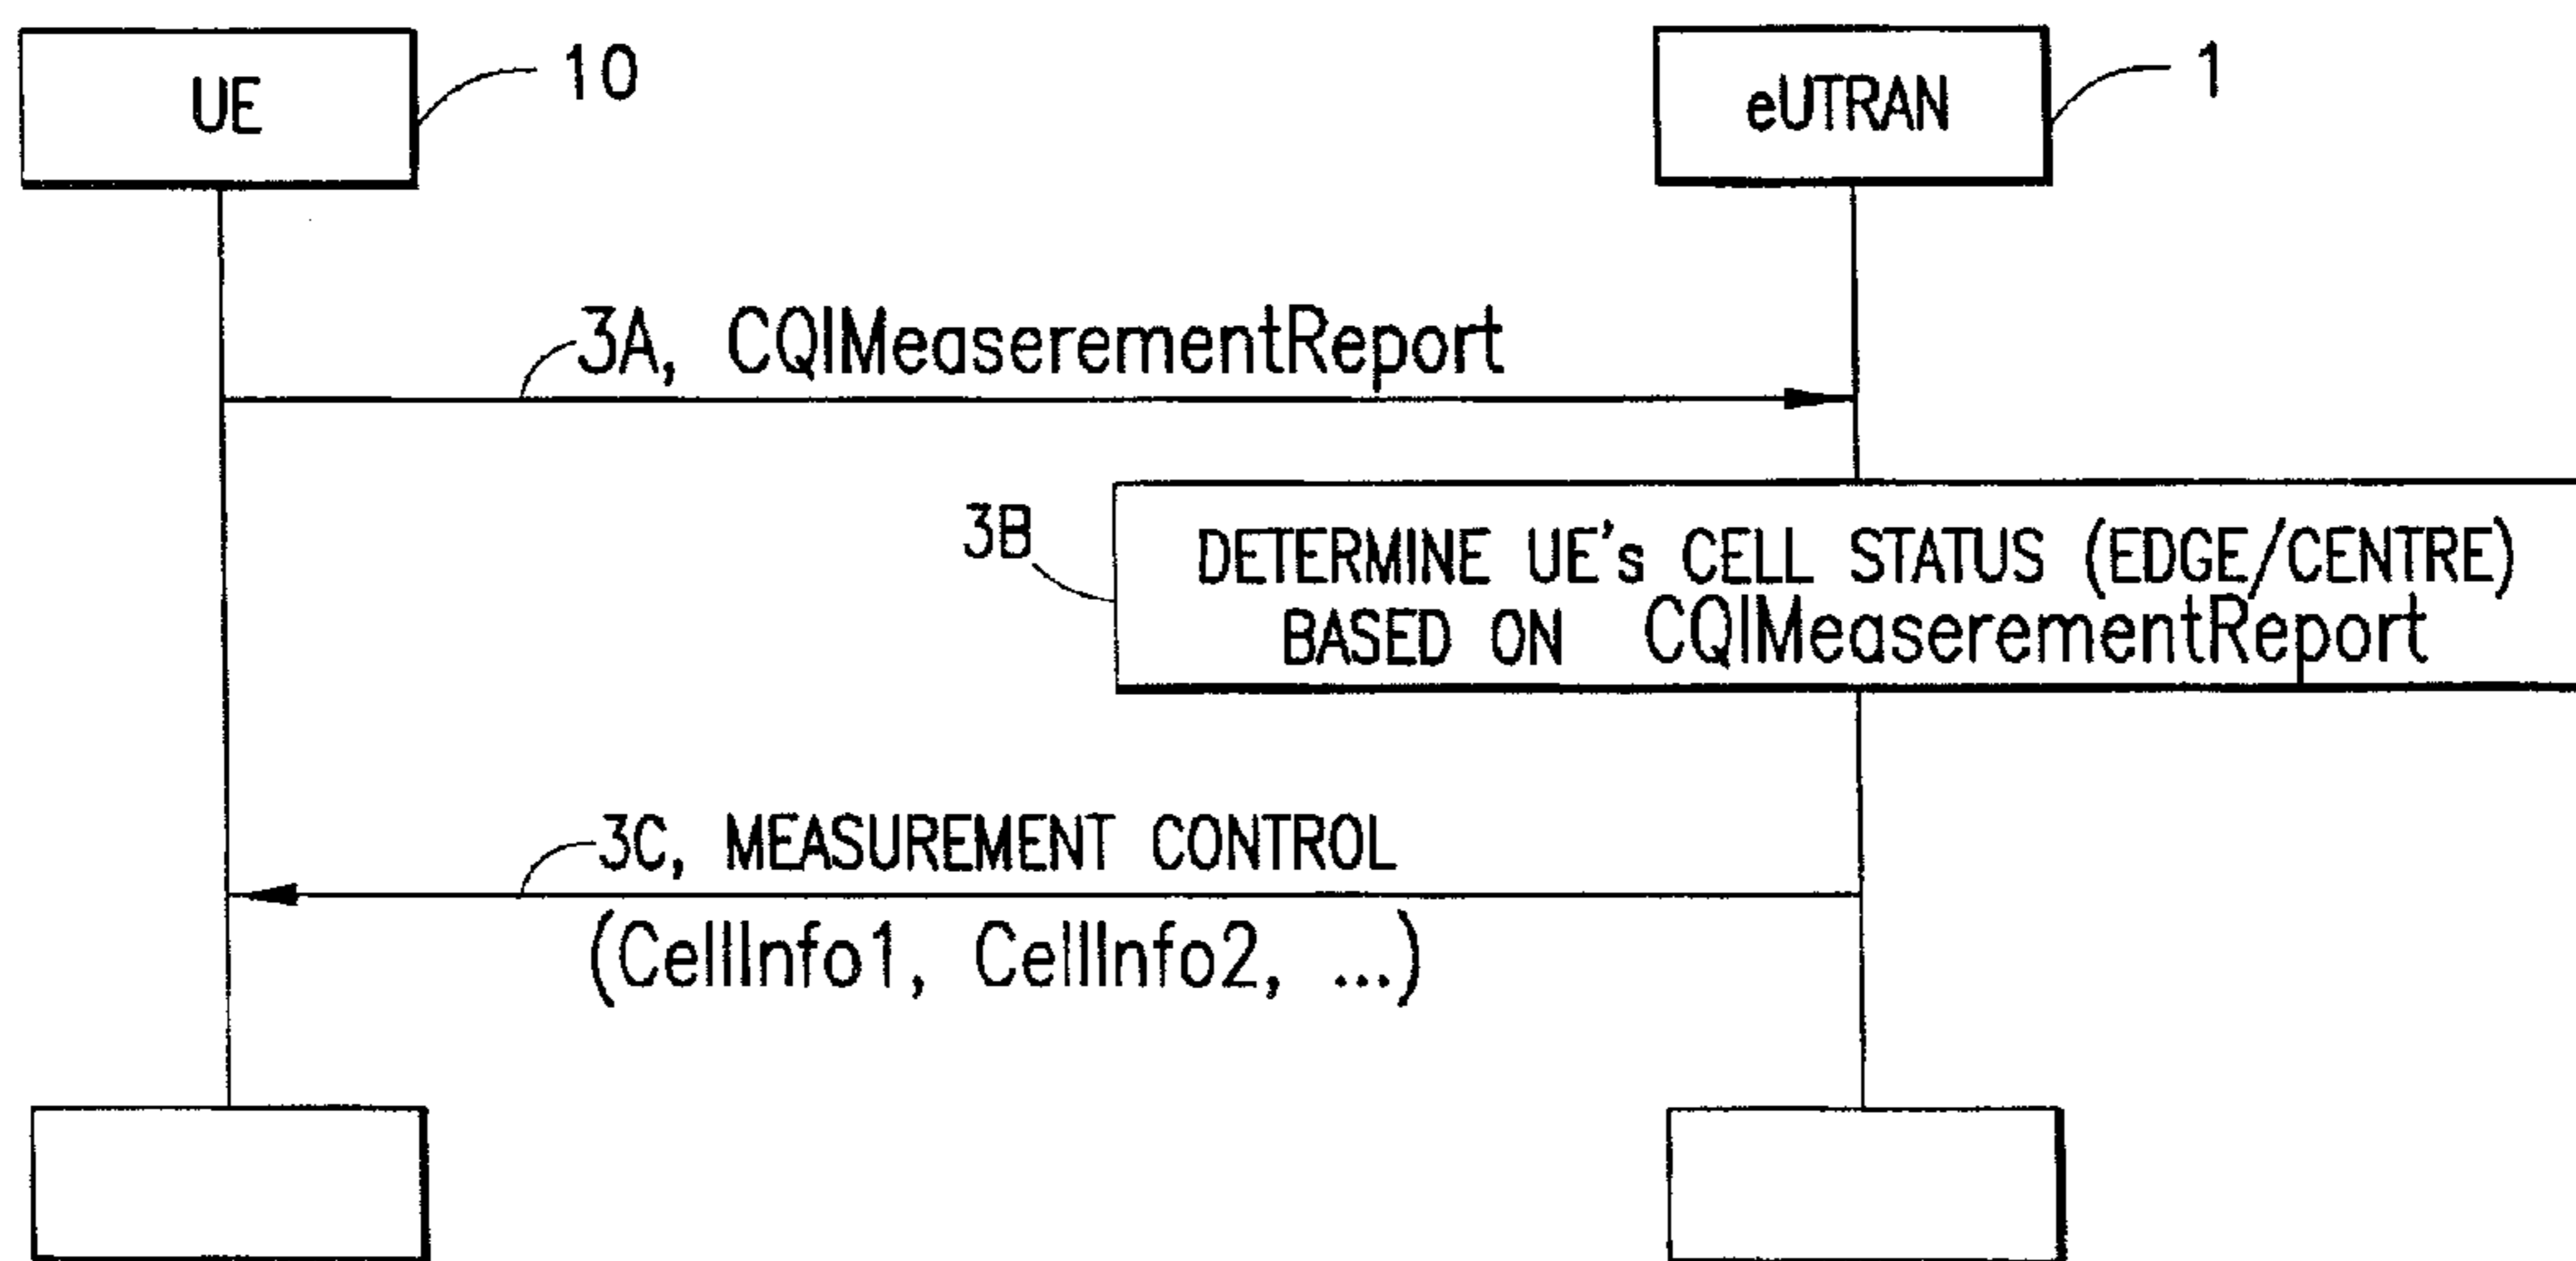 UE
10
eUTRAN
1
3A, CQIMeaserementReport
3B
DETERMINE UE's CELL STATUS (EDGE/CENTRE)
BASED ON CQIMeaserementReport
3C, MEASUREMENT CONTROL
(CellInfo1, CellInfo2, ...)